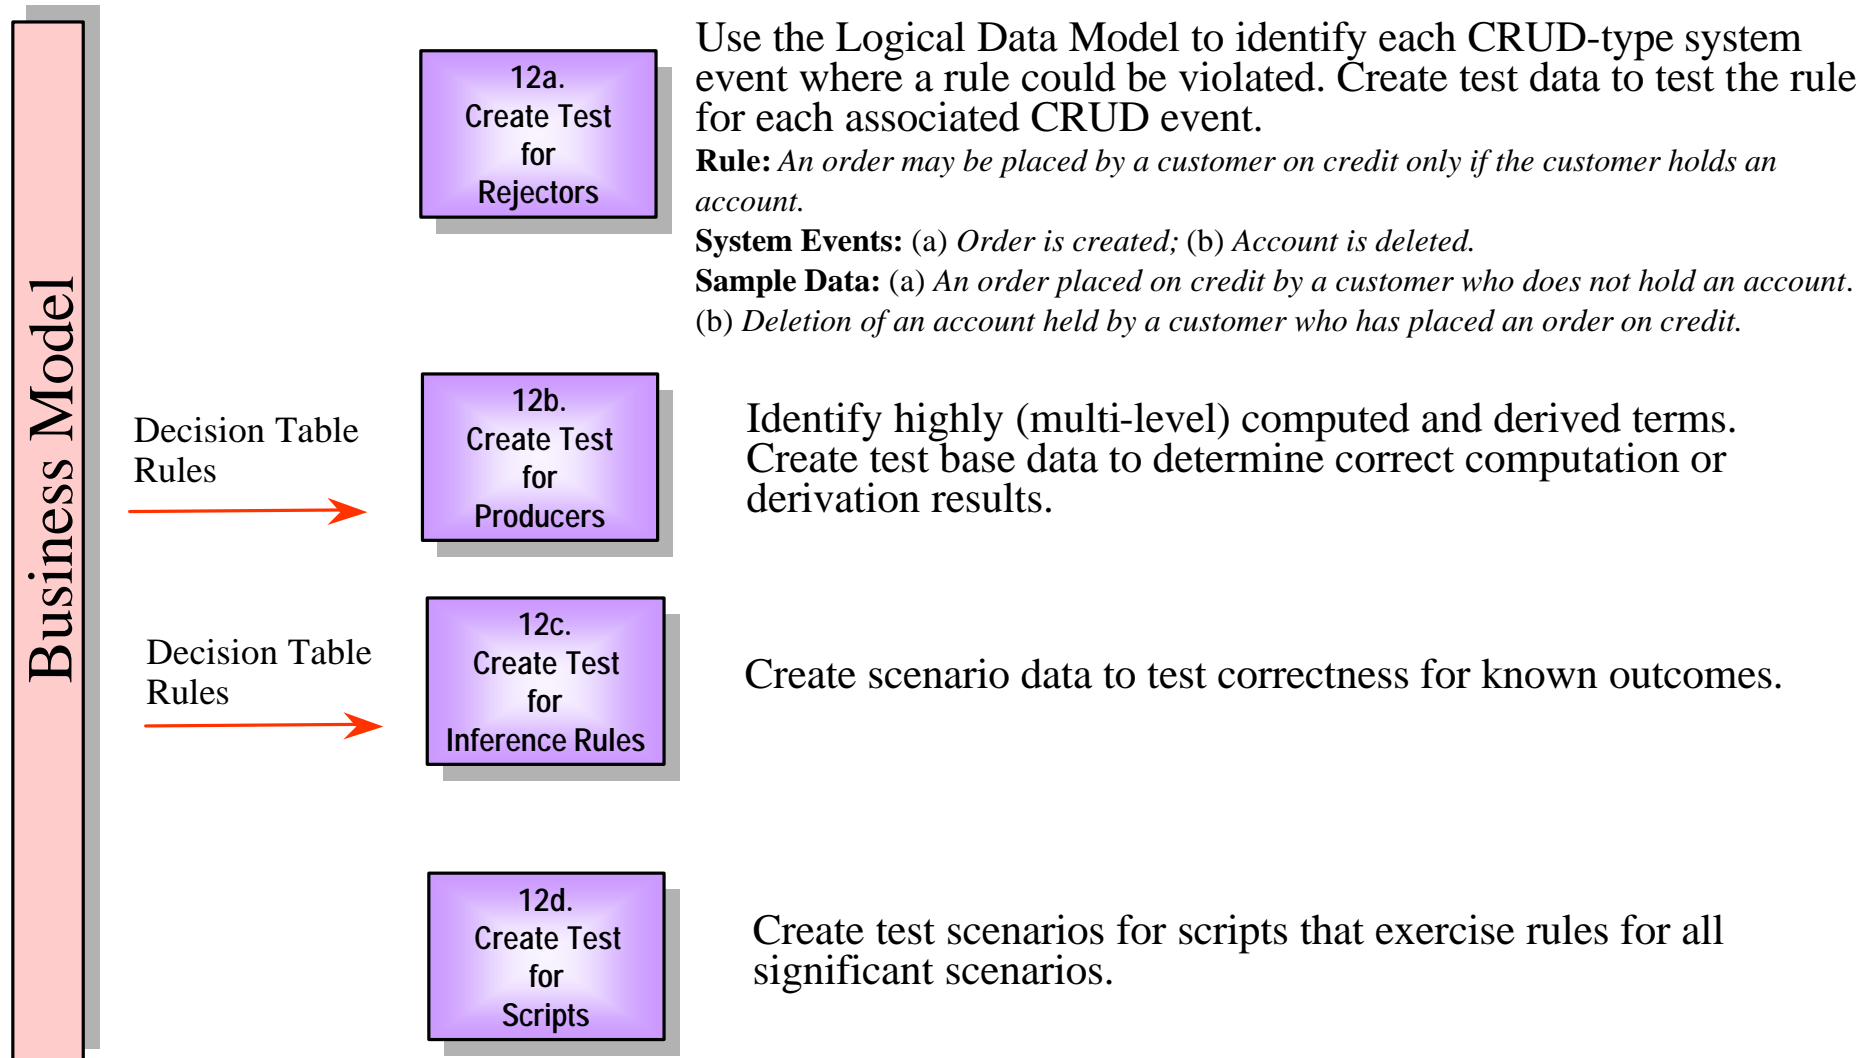 Business Model
12a.
Create Test
for
Rejectors
Use the Logical Data Model to identify each CRUD-type system
event where a rule could be violated. Create test data to test the rule
for each associated CRUD event.
Rule: An order may be placed by a customer on credit only if the customer holds an
account.
System Events: (a) Order is created; (b) Account is deleted.
Sample Data: (a) An order placed on credit by a customer who does not hold an account.
(b) Deletion of an account held by a customer who has placed an order on credit.
Decision Table
Rules
12b.
Create Test
for
Producers
Identify highly (multi-level) computed and derived terms.
Create test base data to determine correct computation or
derivation results.
Decision Table
Rules
12c.
Create Test
for
Inference Rules
Create scenario data to test correctness for known outcomes.
12d.
Create Test
for
Scripts
Create test scenarios for scripts that exercise rules for all
significant scenarios.